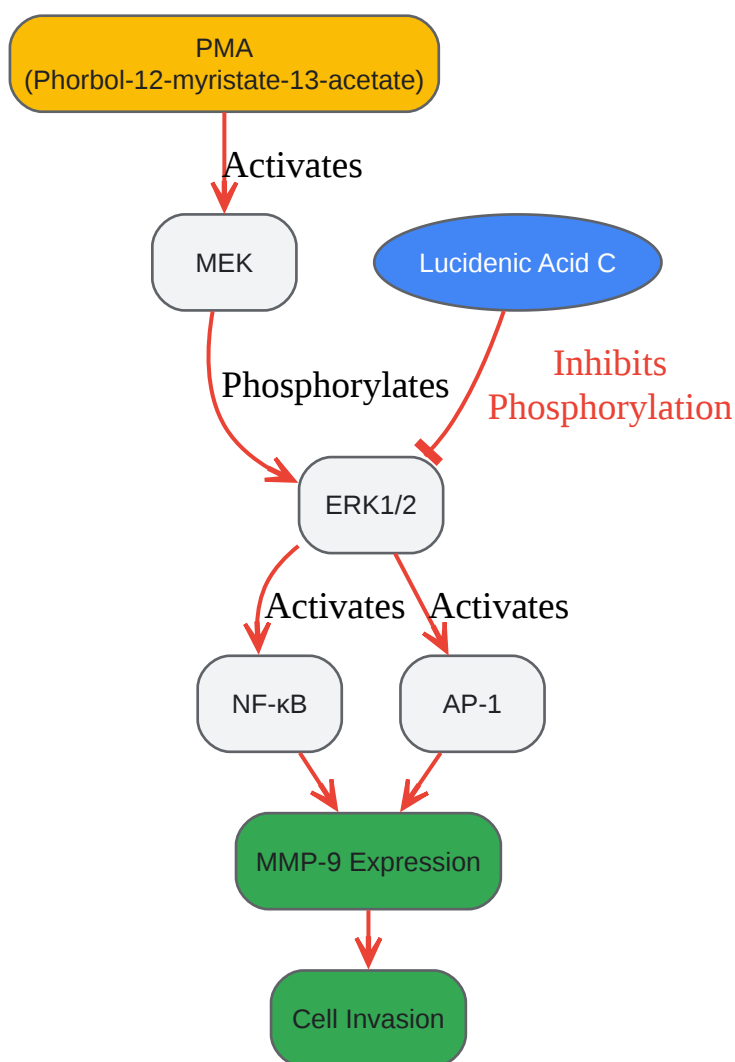 PMA
(Phorbol-12-myristate-13-acetate)
Activates
MEK
Lucidenic Acid C
Phosphorylates
Inhibits
Phosphorylation
ERK1/2
Activates
Activates
NF-κB
AP-1
MMP-9 Expression
Cell Invasion